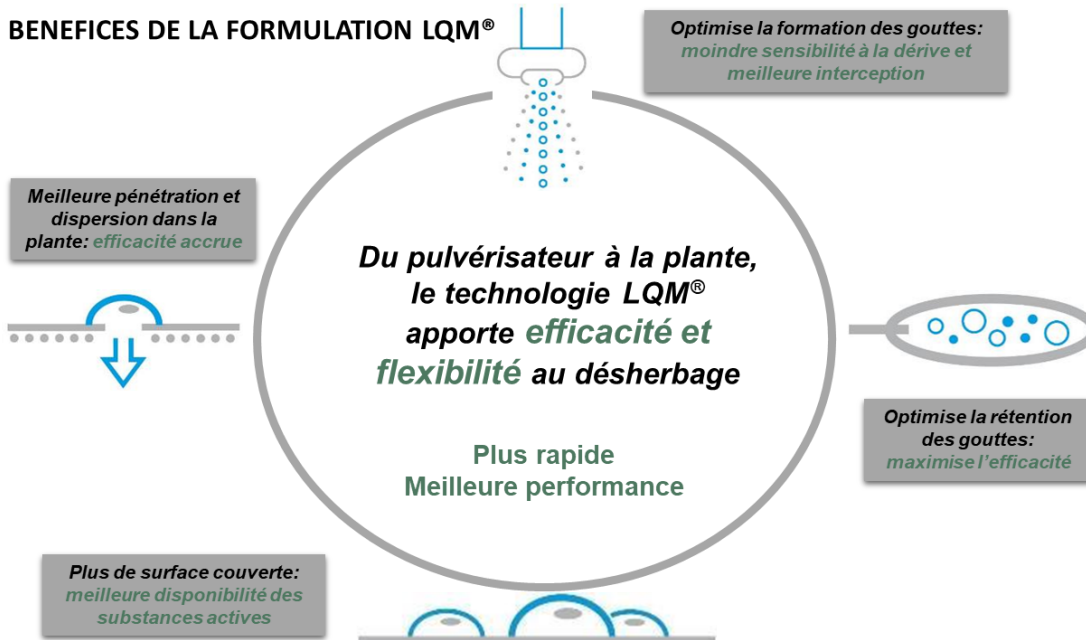 BENEFICES DE LA FORMULATION LQM®
Optimise la formation des gouttes:
moindre sensibilité à la dérive et
meilleure interception
Meilleure pénétration et
dispersion dans la
plante: efficacité accrue
Du pulvérisateur à la plante,
le technologie LQM®
apporte efficacité et
flexibilité au désherbage
Plus rapide
Meilleure performance
Optimise la rétention
des gouttes:
maximise l'efficacité
Plus de surface couverte:
meilleure disponibilité des
substances actives